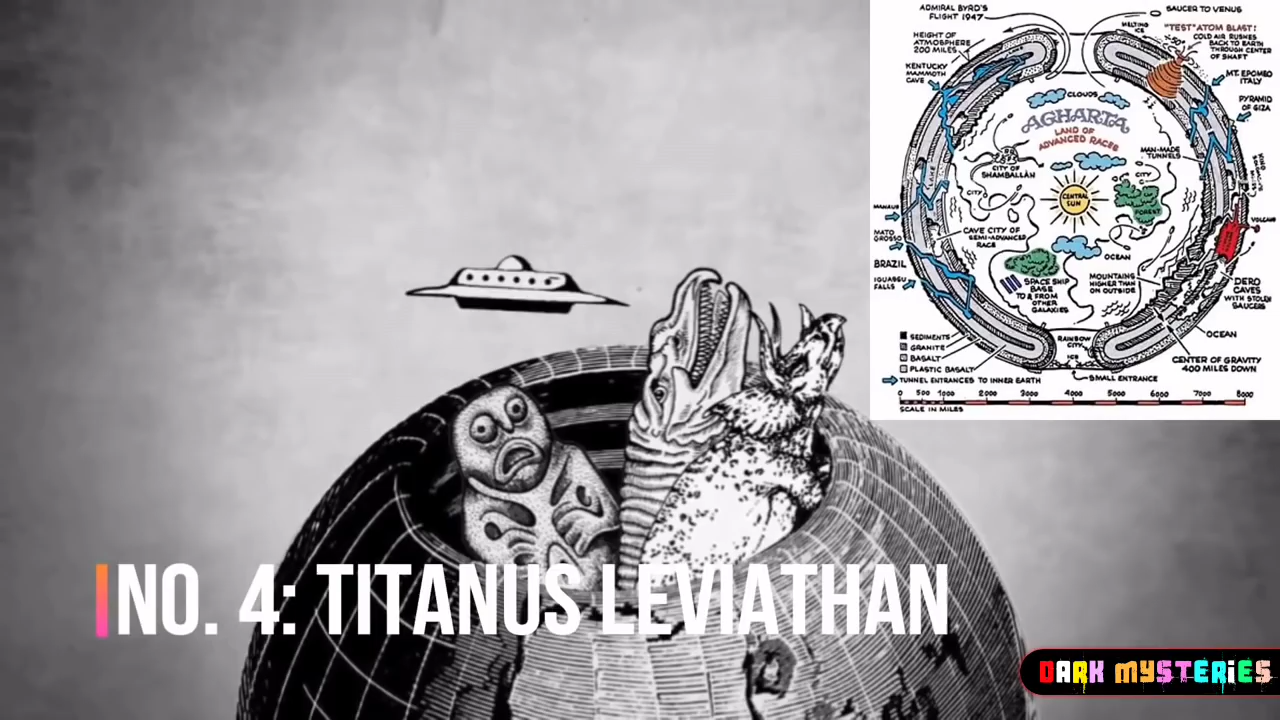 ADMIRAL BYRD'S
FLIGHT 1947
SAUCER TO VENUS
MELTING
ICE
"TEST" ATOM BLAST!
COLD AIR RUSHES
BACK TO EARTH
THROUGH CENTER
OF SHAFT
HEIGHT OF
ATMOSPHERE
200 MILES
KENTUCKY
MAMMOTH
CAVE
MT. EPOMEO
ITALY
PYRAMID
OF GIZA
CLOUDS
AGHARTA
LAND OF
ADVANCED RACES
MAN-MADE
TUNNELS
CITY OF
SHAMBALLAH
LAKE
CITY
CITY
CENTRAL
SUN
FOREST
MANAUS
MATO
GROSSO
BRAZIL
IGUASSU
FALLS
CAVE CITY OF
SEMI-ADVANCED
RACE
OCEAN
VOLCANO
SPACE SHIP
BASE
TO & FROM
OTHER
GALAXIES
MOUNTAINS
HIGHER THAN
ON OUTSIDE
DERO
CAVES
WITH STOLEN
SAUCERS
OCEAN
SEDIMENTS
GRANITE
BASALT
PLASTIC BASALT
TUNNEL ENTRANCES TO INNER EARTH
RAINBOW
CITY
ICE
SMALL ENTRANCE
CENTER OF GRAVITY
400 MILES DOWN
0 500 1000 2000 3000 4000 5000 6000 7000 8000
SCALE IN MILES
NO. 4: TITANUS LEVIATHAN
DARK MYSTERIES